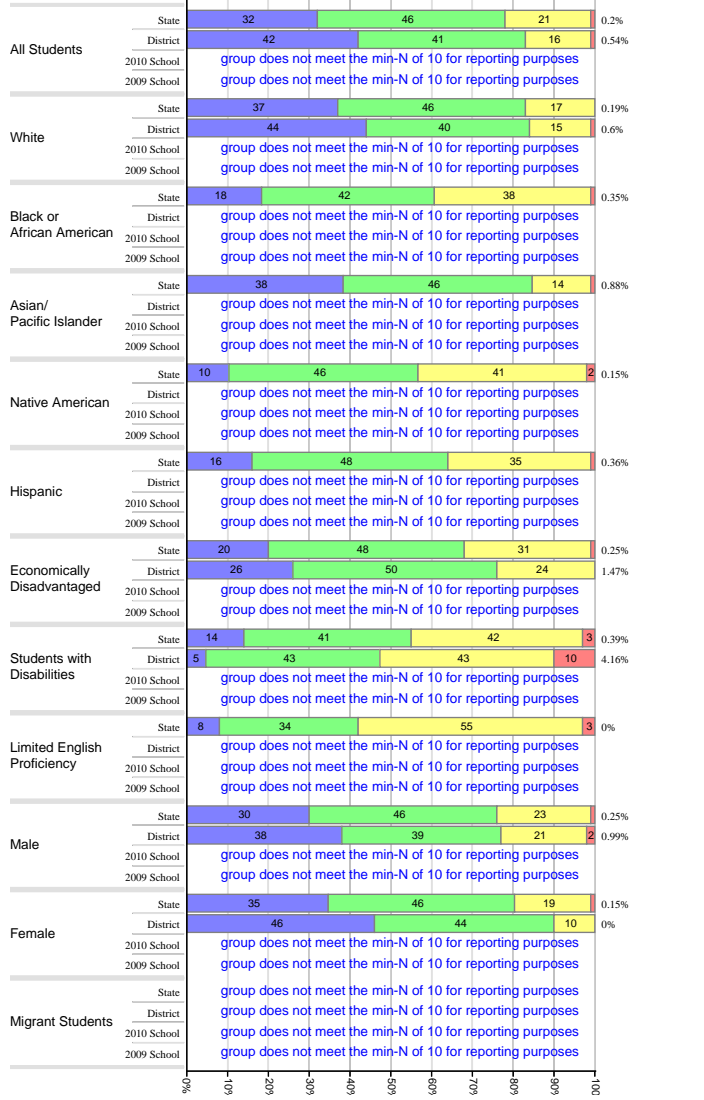 State 32 46 21 0.2%
All Students
District 42 41 16 0.54%
2010 School group does not meet the min-N of 10 for reporting purposes
2009 School group does not meet the min-N of 10 for reporting purposes
State 37 46 17 0.19%
White
District 44 40 15 0.6%
2010 School group does not meet the min-N of 10 for reporting purposes
2009 School group does not meet the min-N of 10 for reporting purposes
State 18 42 38 0.35%
Black or
African American
District group does not meet the min-N of 10 for reporting purposes
2010 School group does not meet the min-N of 10 for reporting purposes
2009 School group does not meet the min-N of 10 for reporting purposes
State 38 46 14 0.88%
Asian/
Pacific Islander
District group does not meet the min-N of 10 for reporting purposes
2010 School group does not meet the min-N of 10 for reporting purposes
2009 School group does not meet the min-N of 10 for reporting purposes
State 10 46 41 2 0.15%
Native American
District group does not meet the min-N of 10 for reporting purposes
2010 School group does not meet the min-N of 10 for reporting purposes
2009 School group does not meet the min-N of 10 for reporting purposes
State 16 48 35 0.36%
Hispanic
District group does not meet the min-N of 10 for reporting purposes
2010 School group does not meet the min-N of 10 for reporting purposes
2009 School group does not meet the min-N of 10 for reporting purposes
State 20 48 31 0.25%
Economically
Disadvantaged
District 26 50 24 1.47%
2010 School group does not meet the min-N of 10 for reporting purposes
2009 School group does not meet the min-N of 10 for reporting purposes
State 14 41 42 3 0.39%
Students with
Disabilities
District 5 43 43 10 4.16%
2010 School group does not meet the min-N of 10 for reporting purposes
2009 School group does not meet the min-N of 10 for reporting purposes
State 8 34 55 3 0%
Limited English
Proficiency
District group does not meet the min-N of 10 for reporting purposes
2010 School group does not meet the min-N of 10 for reporting purposes
2009 School group does not meet the min-N of 10 for reporting purposes
State 30 46 23 0.25%
Male
District 38 39 21 2 0.99%
2010 School group does not meet the min-N of 10 for reporting purposes
2009 School group does not meet the min-N of 10 for reporting purposes
State 35 46 19 0.15%
Female
District 46 44 10 0%
2010 School group does not meet the min-N of 10 for reporting purposes
2009 School group does not meet the min-N of 10 for reporting purposes
State group does not meet the min-N of 10 for reporting purposes
Migrant Students
District group does not meet the min-N of 10 for reporting purposes
2010 School group does not meet the min-N of 10 for reporting purposes
2009 School group does not meet the min-N of 10 for reporting purposes
0% 10% 20% 30% 40% 50% 60% 70% 80% 90% 100